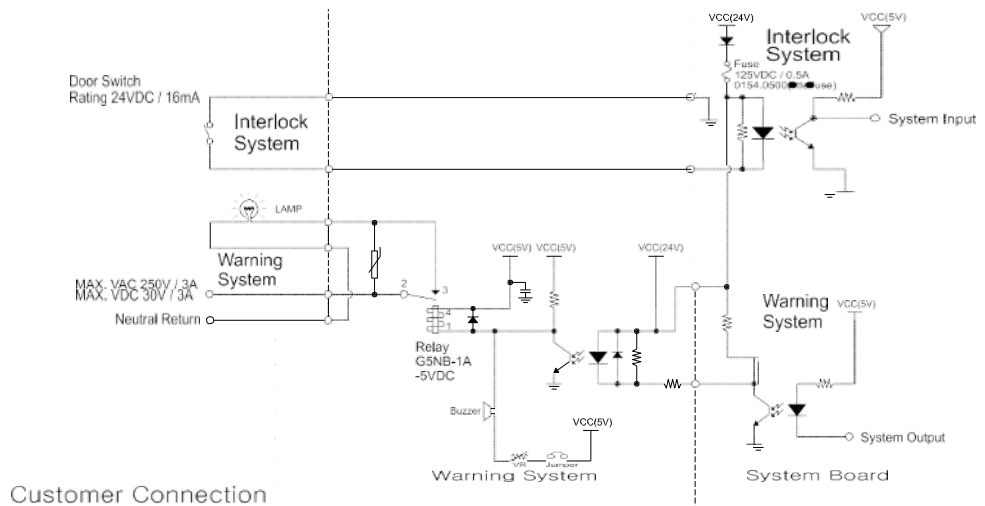 VCC(24V)
VCC(5V)
Interlock
System
Fuse
125VDC / 0.5A
Door Switch
Rating 24VDC / 16mA
Interlock
System
System Input
LAMP
Warning
System
MAX. VAC 250V / 3A
MAX. VDC 30V / 3A
Neutral Return
2
3
4
1
VCC(5V)
VCC(5V)
VCC(24V)
Relay
G5NB-1A
-5VDC
Warning
System
VCC(5V)
Buzzer
VCC(5V)
VR
Jumper
System Output
Warning System
System Board
Customer Connection